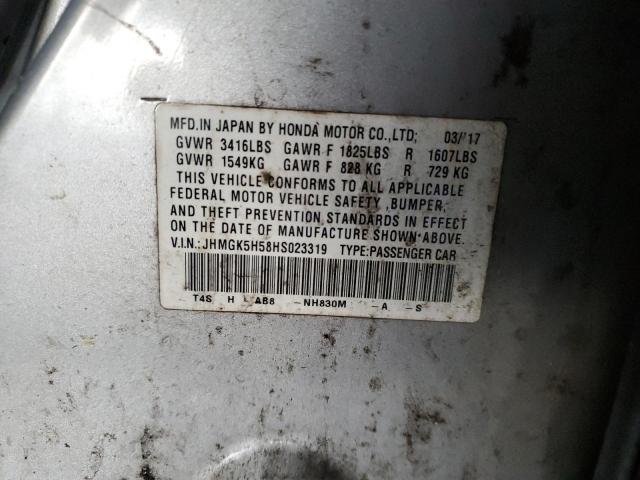 MFD.IN JAPAN BY HONDA MOTOR CO.,LTD; 03/'17
GVWR 3416LBS GAWR F 1825LBS R 1607LBS
GVWR 1549KG GAWR F 828 KG R 729 KG
THIS VEHICLE CONFORMS TO ALL APPLICABLE
FEDERAL MOTOR VEHICLE SAFETY ,BUMPER,
AND THEFT PREVENTION STANDARDS IN EFFECT
ON THE DATE OF MANUFACTURE SHOWN ABOVE.
V.I.N.:JHMGK5H58HS023319 TYPE:PASSENGER CAR
T4S H AB8 -NH830M -A -S